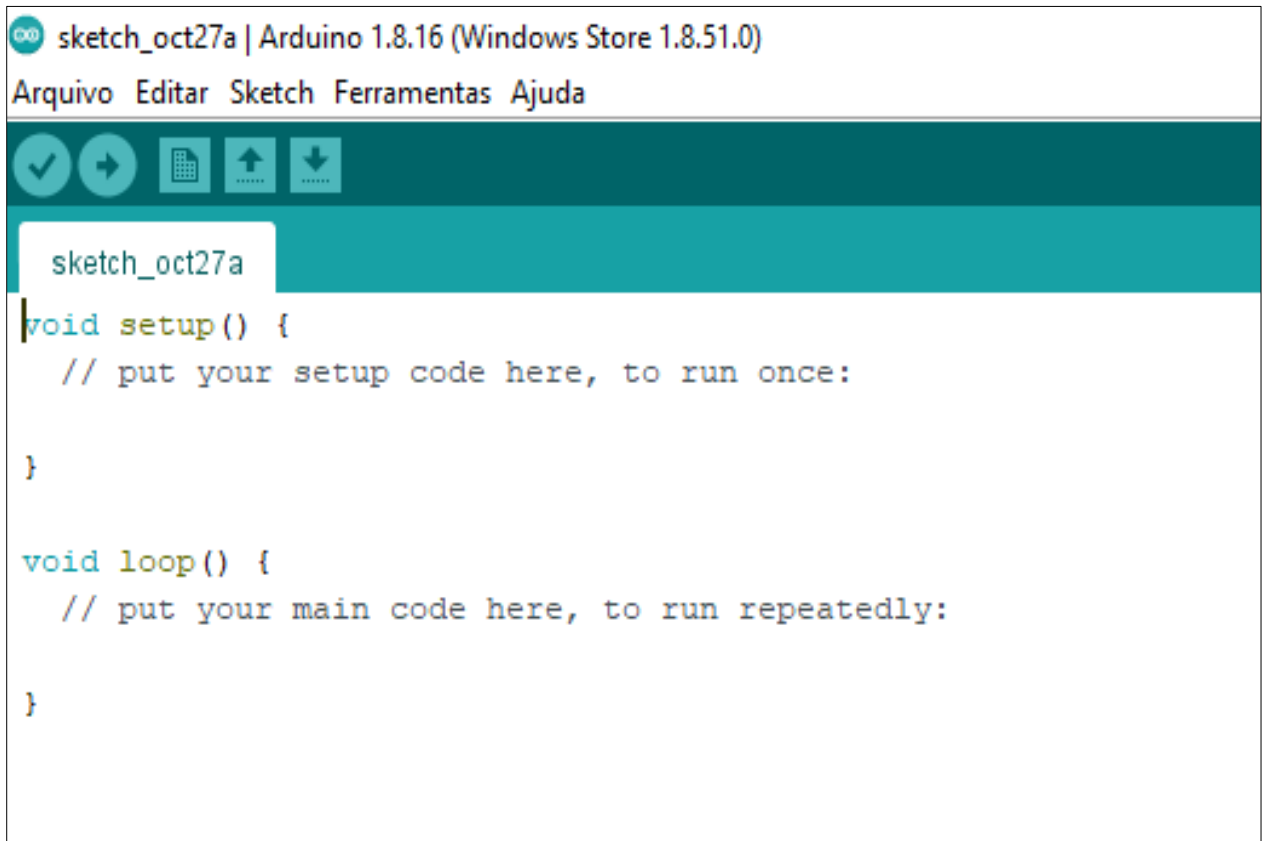 sketch_oct27a | Arduino 1.8.16 (Windows Store 1.8.51.0)
Arquivo Editar Sketch Ferramentas Ajuda
sketch_oct27a
void setup() {
  // put your setup code here, to run once:
}
void loop() {
  // put your main code here, to run repeatedly:
}